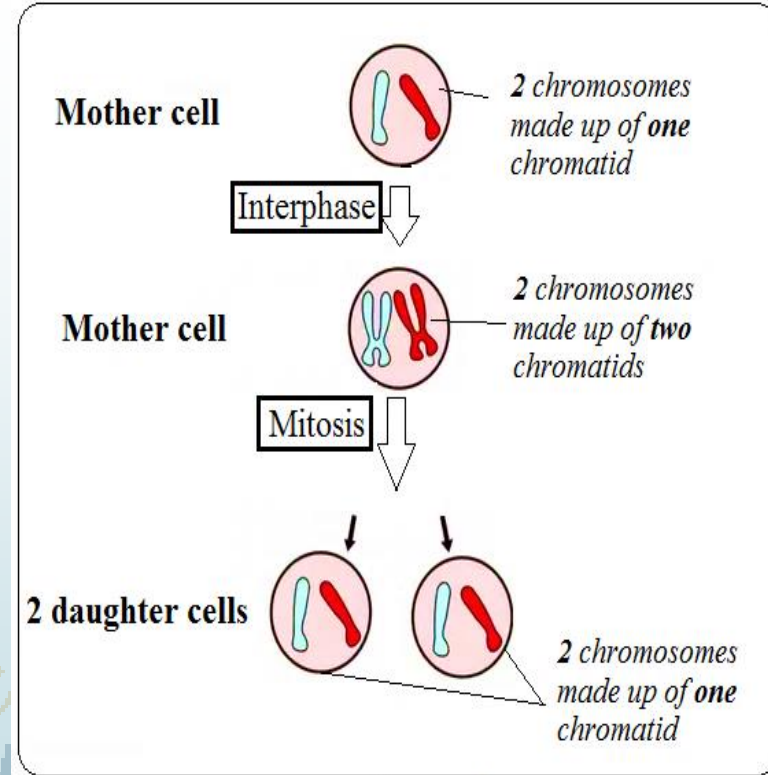 Mother cell
2 chromosomes
made up of one
chromatid
Interphase
Mother cell
2 chromosomes
made up of two
chromatids
Mitosis
2 daughter cells
2 chromosomes
made up of one
chromatid